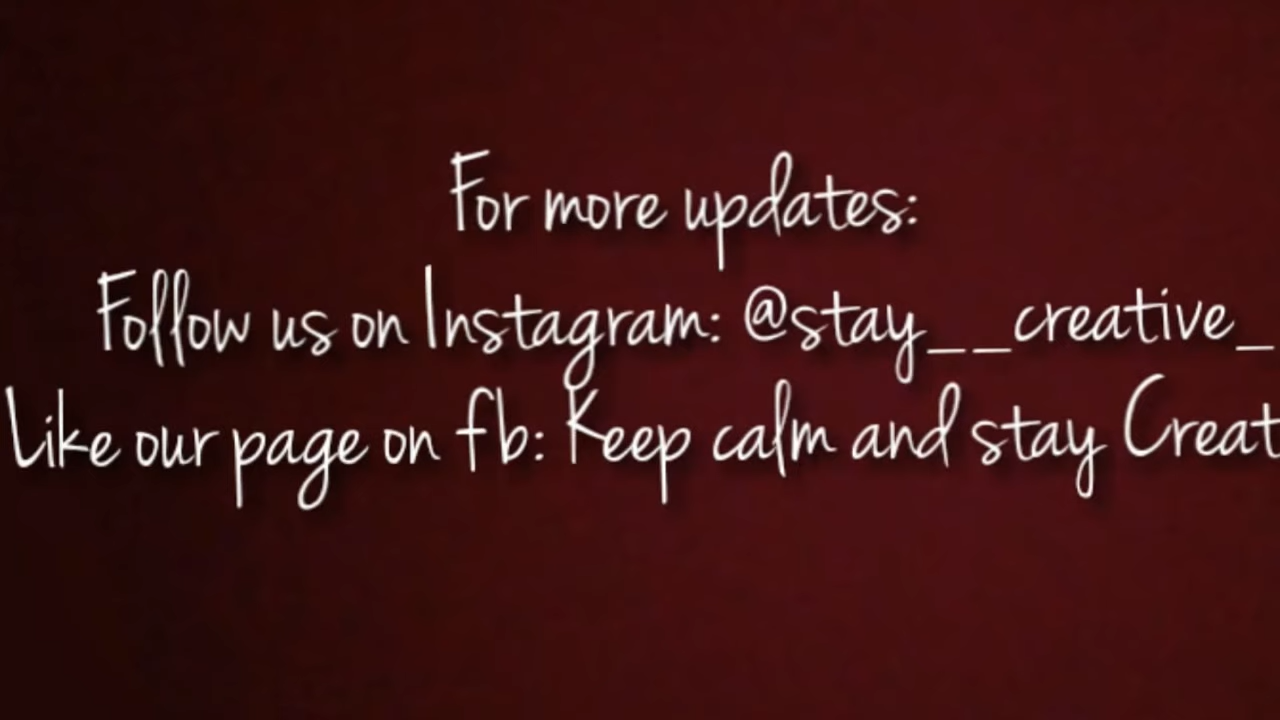 For more updates:
Follow us on Instagram: @stay__creative_
Like our page on fb: Keep calm and stay Creat